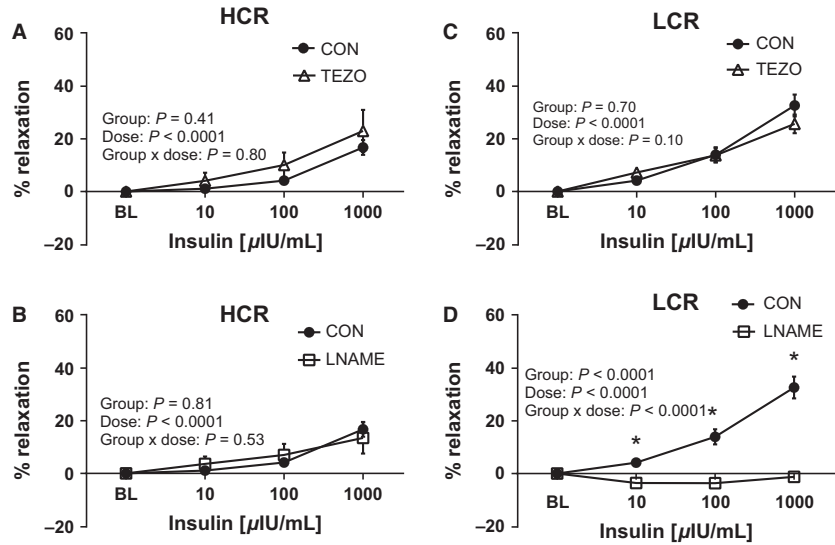 A
HCR
% relaxation
60
40
20
0
–20
CON
TEZO
Group: P = 0.41
Dose: P < 0.0001
Group x dose: P = 0.80
BL
10
100
1000
Insulin [µIU/mL]
C
LCR
% relaxation
60
40
20
0
–20
CON
TEZO
Group: P = 0.70
Dose: P < 0.0001
Group x dose: P = 0.10
BL
10
100
1000
Insulin [µIU/mL]
B
HCR
% relaxation
60
40
20
0
–20
CON
LNAME
Group: P = 0.81
Dose: P < 0.0001
Group x dose: P = 0.53
BL
10
100
1000
Insulin [µIU/mL]
D
LCR
% relaxation
60
40
20
0
–20
CON
LNAME
Group: P < 0.0001
Dose: P < 0.0001
Group x dose: P < 0.0001
*
*
*
BL
10
100
1000
Insulin [µIU/mL]